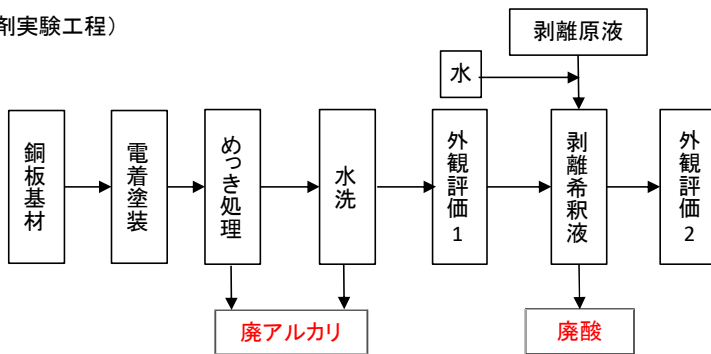 剤実験工程）
剥離原液
水
銅板基材
電着塗装
めっき処理
水洗
外観評価1
剥離希釈液
外観評価2
廃アルカリ
廃酸